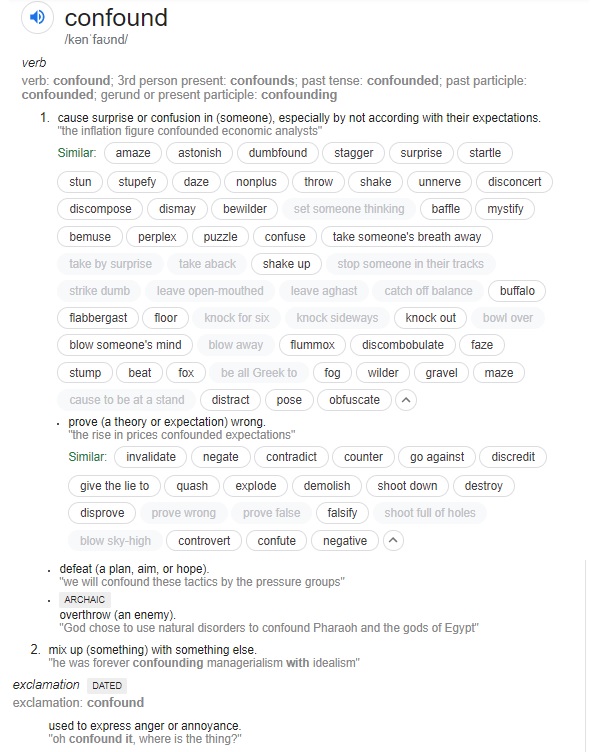 confound
/kənˈfaʊnd/
verb
verb: confound; 3rd person present: confounds; past tense: confounded; past participle:
confounded; gerund or present participle: confounding
1. cause surprise or confusion in (someone), especially by not according with their expectations.
"the inflation figure confounded economic analysts"
Similar: amaze astonish dumbfound stagger surprise startle
stun stupefy daze nonplus throw shake unnerve disconcert
discompose dismay bewilder set someone thinking baffle mystify
bemuse perplex puzzle confuse take someone's breath away
take by surprise take aback shake up stop someone in their tracks
strike dumb leave open-mouthed leave aghast catch off balance buffalo
flabbergast floor knock for six knock sideways knock out bowl over
blow someone's mind blow away flummox discombobulate faze
stump beat fox be all Greek to fog wilder gravel maze
cause to be at a stand distract pose obfuscate
• prove (a theory or expectation) wrong.
"the rise in prices confounded expectations"
Similar: invalidate negate contradict counter go against discredit
give the lie to quash explode demolish shoot down destroy
disprove prove wrong prove false falsify shoot full of holes
blow sky-high controvert confute negative
• defeat (a plan, aim, or hope).
"we will confound these tactics by the pressure groups"
• ARCHAIC
overthrow (an enemy).
"God chose to use natural disorders to confound Pharaoh and the gods of Egypt"
2. mix up (something) with something else.
"he was forever confounding managerialism with idealism"
exclamation DATED
exclamation: confound
used to express anger or annoyance.
"oh confound it, where is the thing?"